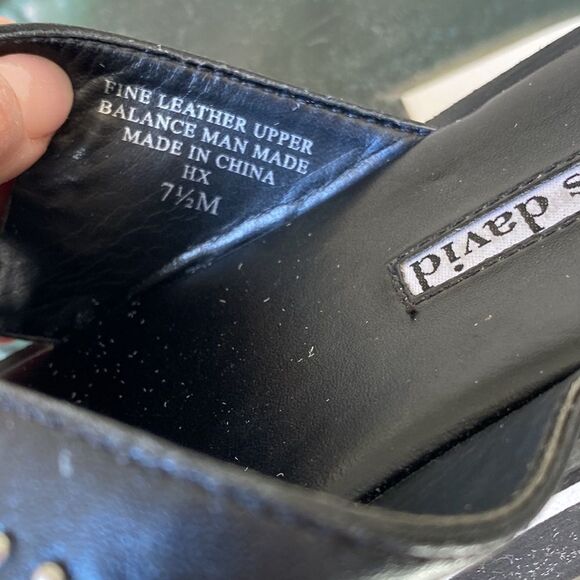 FINE LEATHER UPPER
BALANCE MAN MADE
MADE IN CHINA
HX
7½M
s david